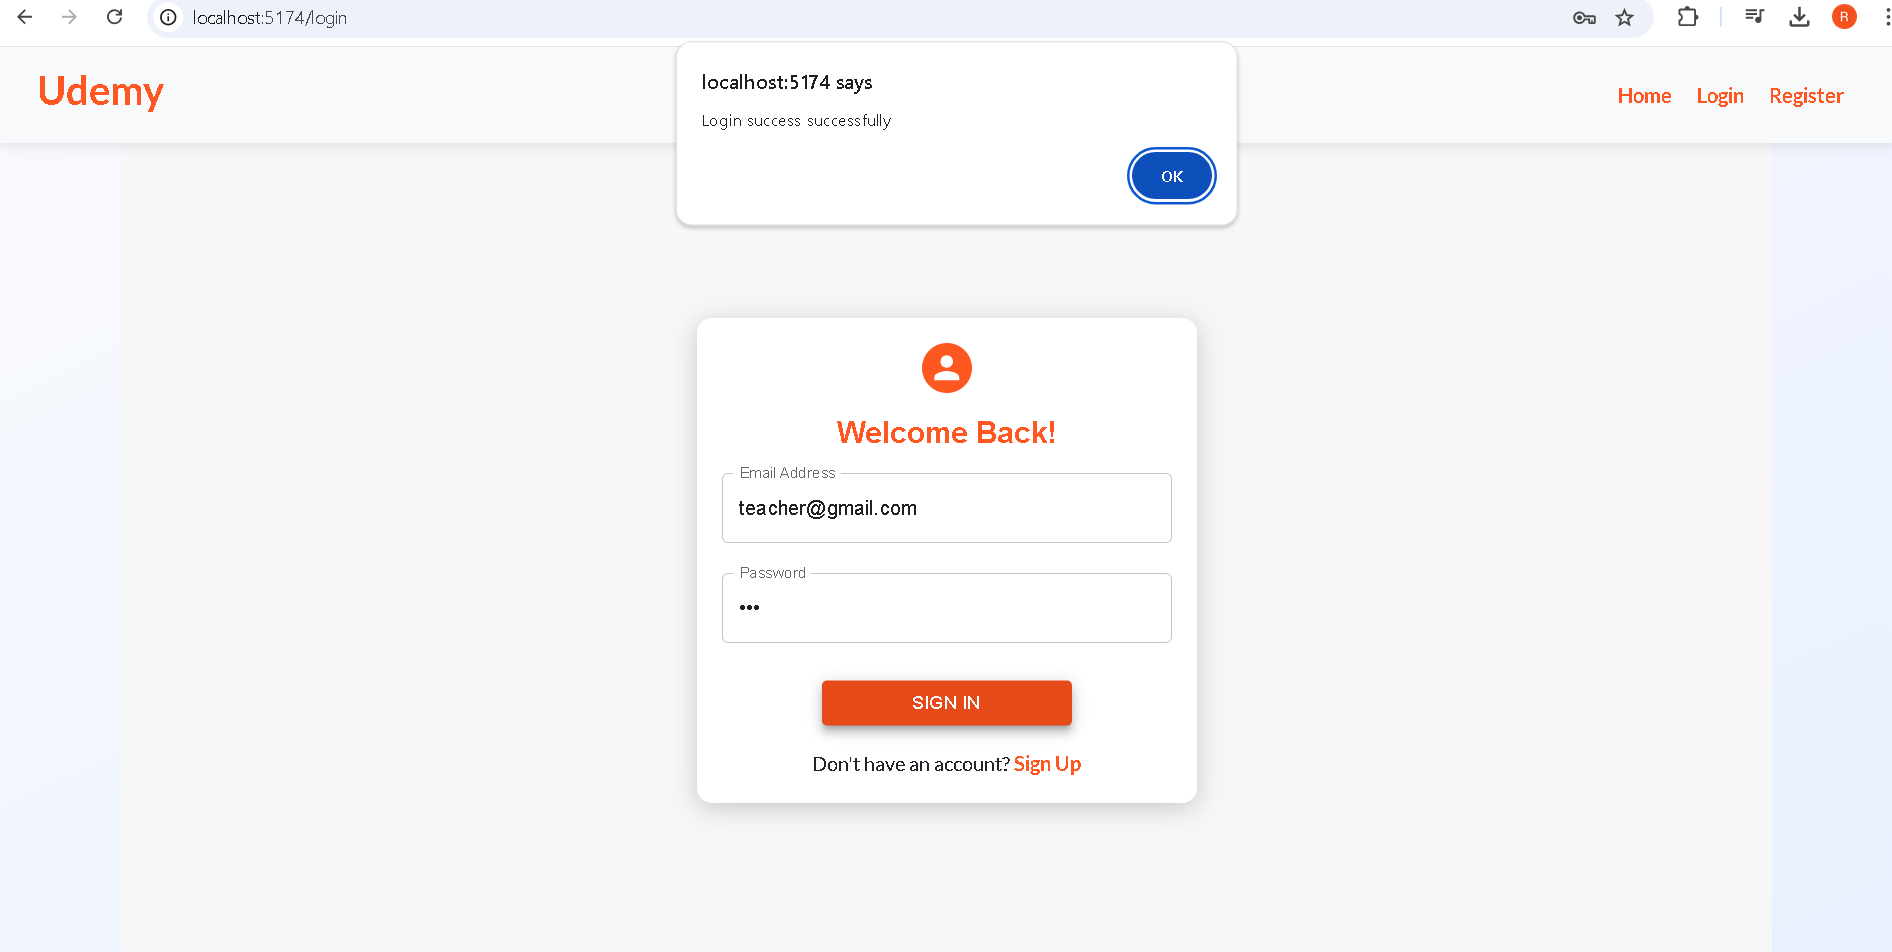 localhost:5174/login
R
Udemy
Home Login Register
localhost:5174 says
Login success successfully
OK
Welcome Back!
Email Address
teacher@gmail.com
Password
•••
SIGN IN
Don't have an account? Sign Up